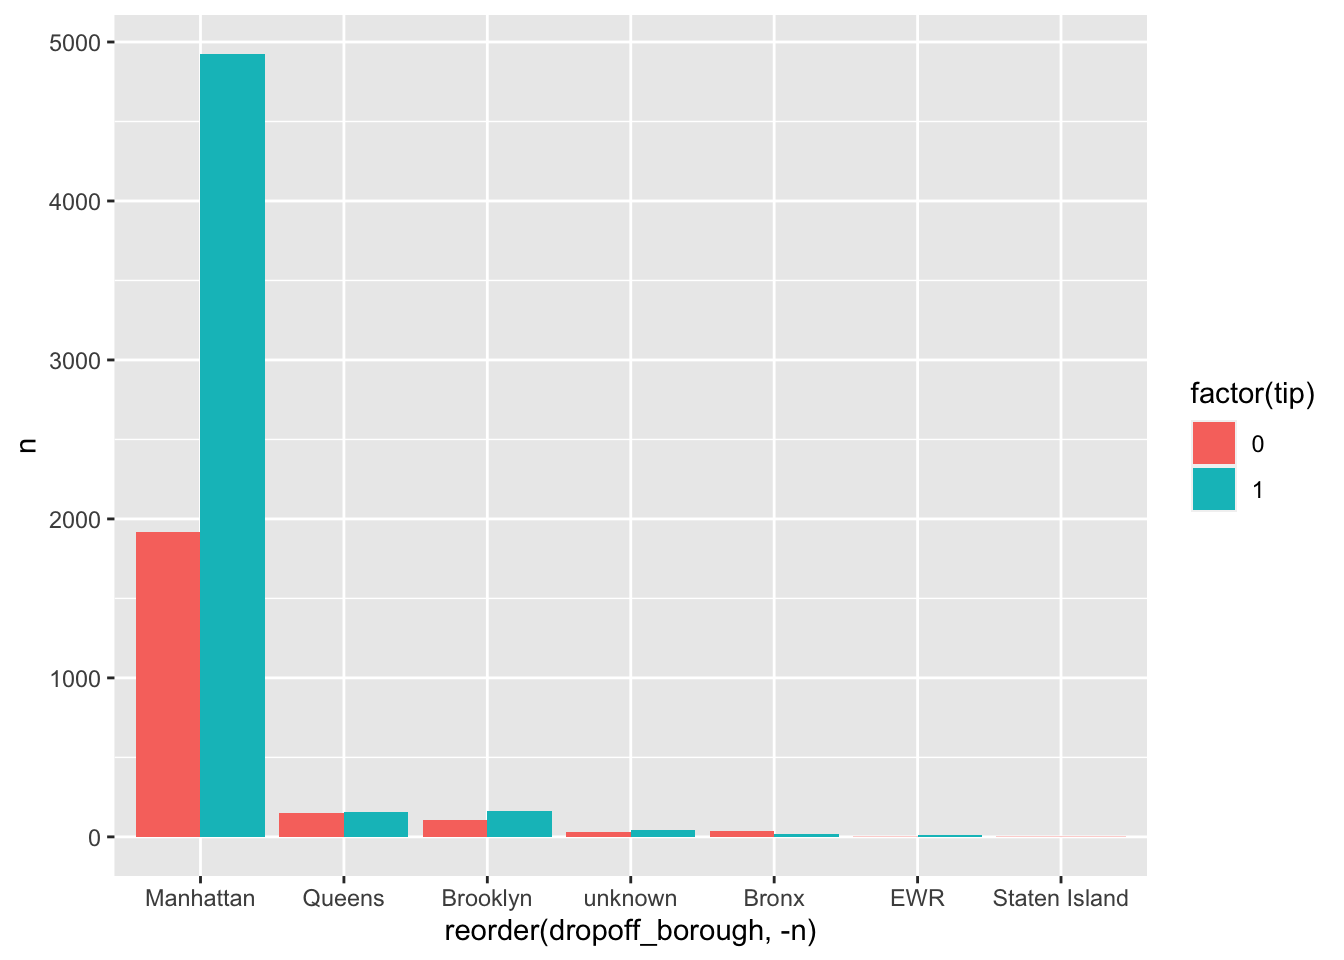 5000
4000
3000
2000
1000
0
n
Manhattan Queens Brooklyn unknown Bronx EWR Staten Island
reorder(dropoff_borough, -n)
factor(tip)
0
1